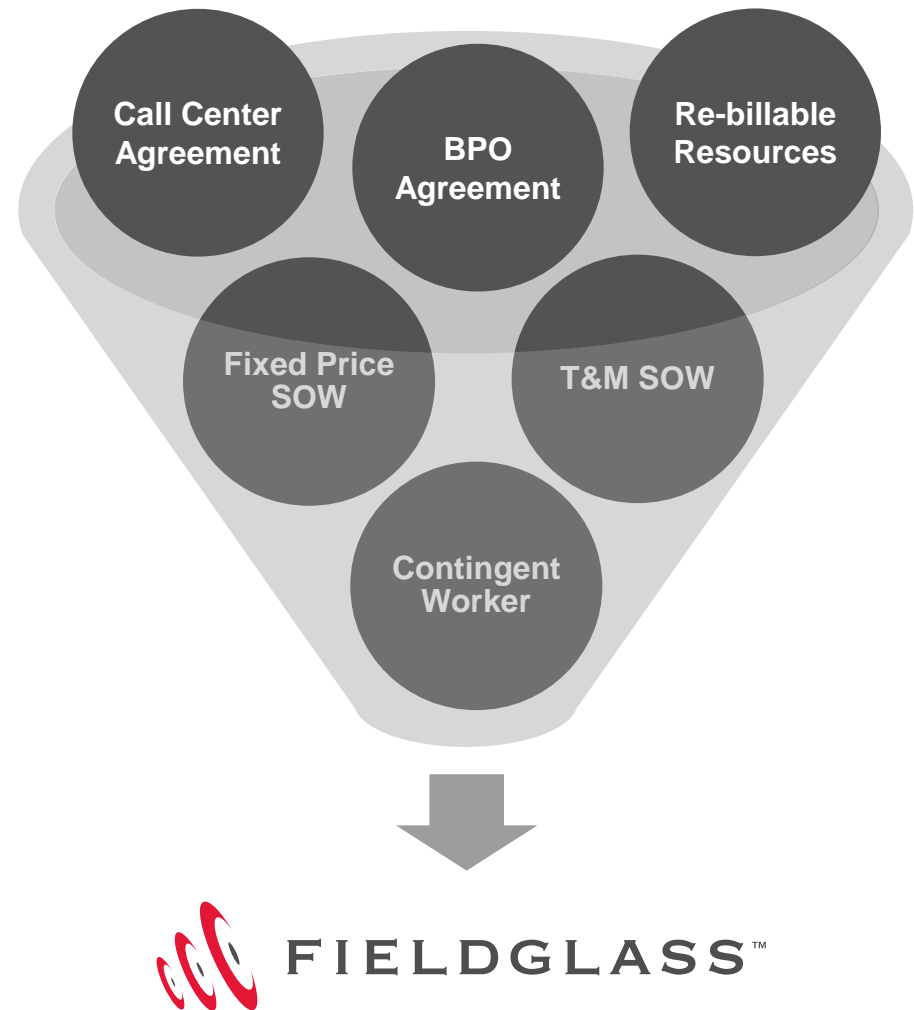 Call Center
Agreement
BPO
Agreement
Re-billable
Resources
Fixed Price
SOW
T&M SOW
Contingent
Worker
FIELDGLASS™